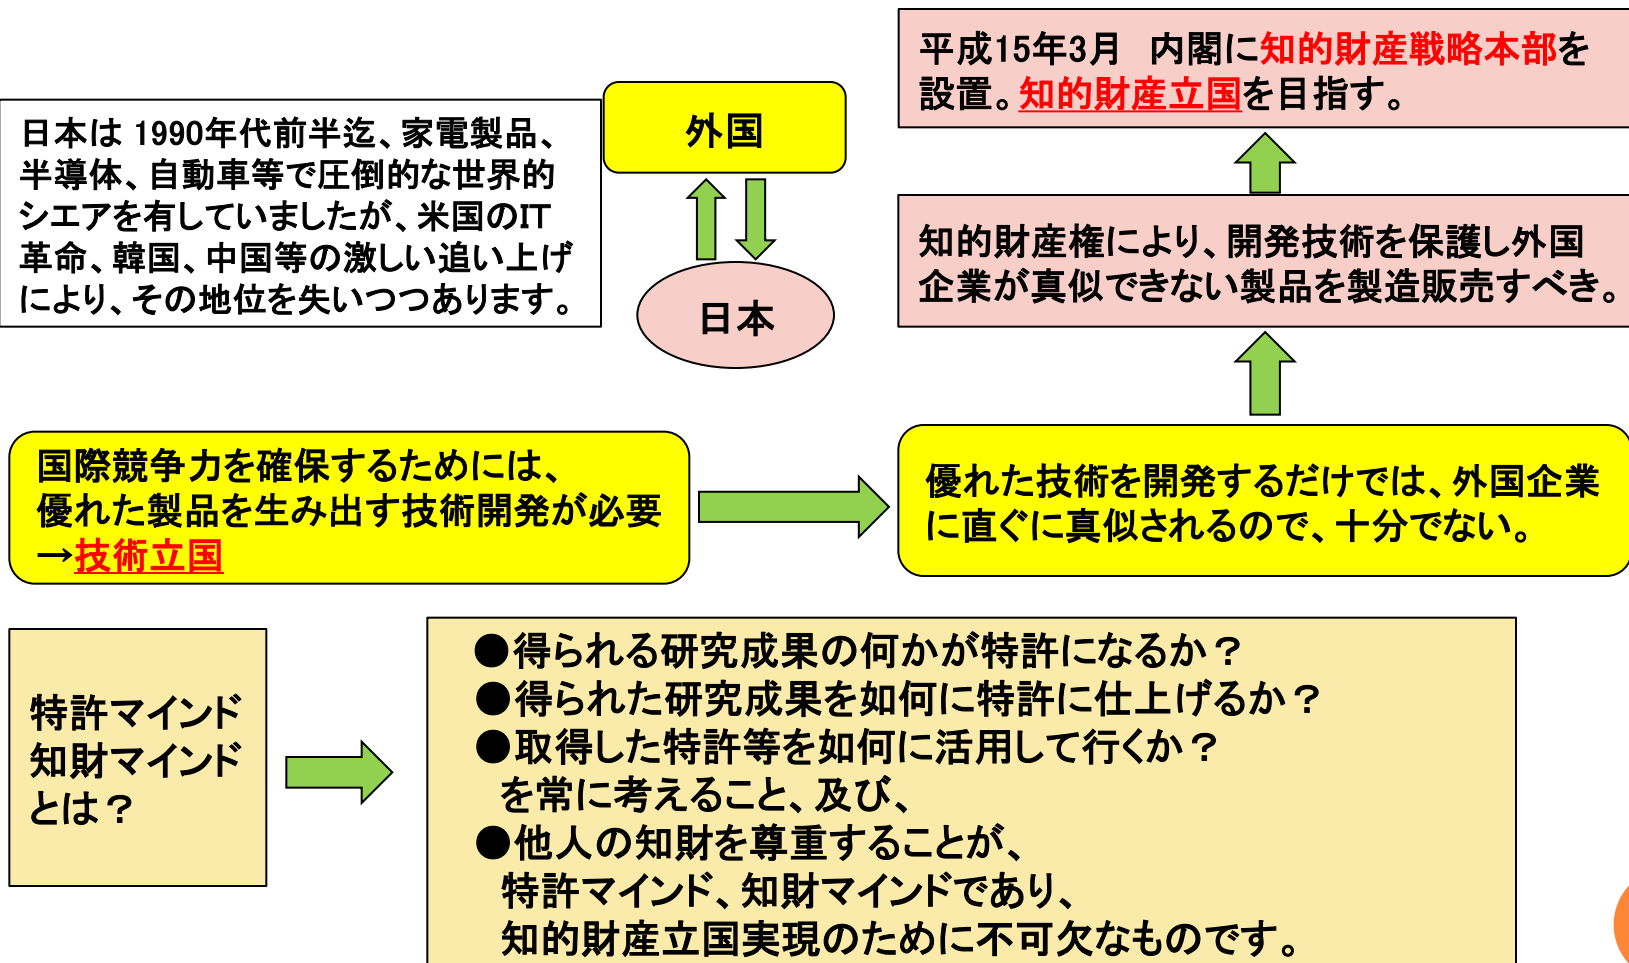 日本は 1990年代前半迄、家電製品、
半導体、自動車等で圧倒的な世界的
シエアを有していましたが、米国のIT
革命、韓国、中国等の激しい追い上げ
により、その地位を失いつつあります。
外国
日本
国際競争力を確保するためには、
優れた製品を生み出す技術開発が必要
→技術立国
優れた技術を開発するだけでは、外国企業
に直ぐに真似されるので、十分でない。
知的財産権により、開発技術を保護し外国
企業が真似できない製品を製造販売すべき。
平成15年3月　内閣に知的財産戦略本部を
設置。知的財産立国を目指す。
特許マインド
知財マインド
とは？
●得られる研究成果の何かが特許になるか？
●得られた研究成果を如何に特許に仕上げるか？
●取得した特許等を如何に活用して行くか？
を常に考えること、及び、
●他人の知財を尊重することが、
特許マインド、知財マインドであり、
知的財産立国実現のために不可欠なものです。